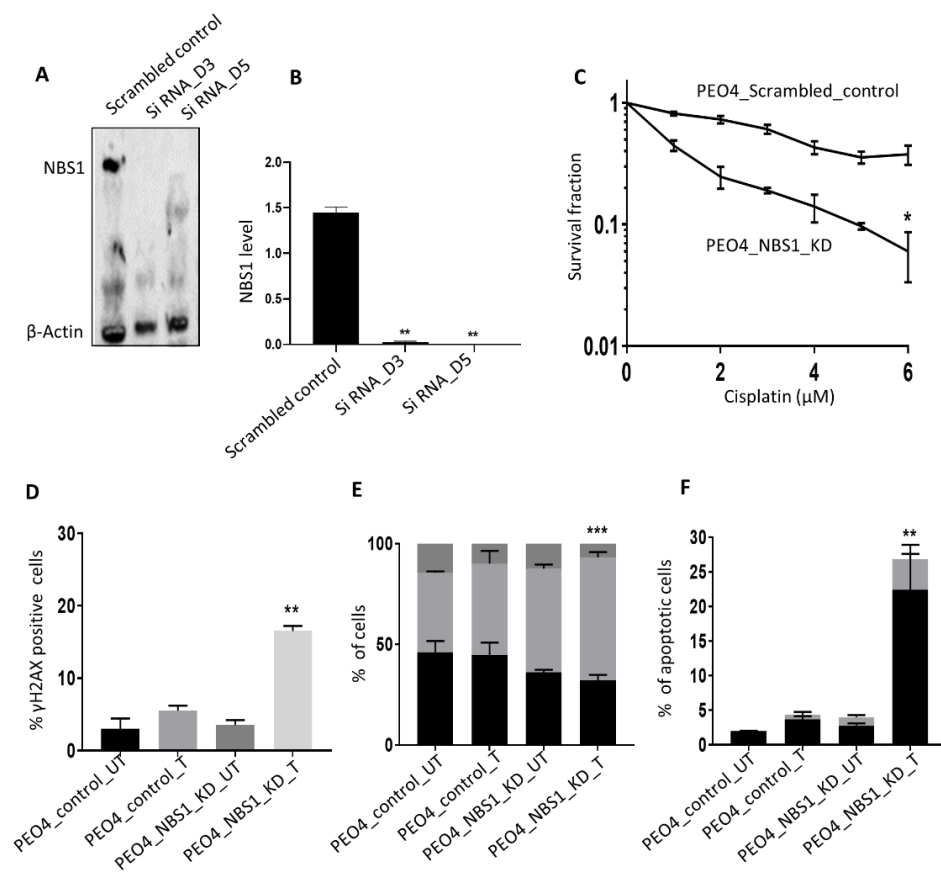 A
Scrambled control
Si RNA_D3
Si RNA_D5
NBS1
β-Actin
B
NBS1 level
2.0
1.5
1.0
0.5
0.0
**
**
Scrambled control
Si RNA_D3
Si RNA_D5
C
Survival fraction
1
0.1
0.01
PEO4_Scrambled_control
PEO4_NBS1_KD
*
0
2
4
6
Cisplatin (μM)
D
% γH2AX positive cells
30
20
10
0
**
PEO4_control_UT
PEO4_control_T
PEO4_NBS1_KD_UT
PEO4_NBS1_KD_T
E
% of cells
100
50
0
***
PEO4_control_UT
PEO4_control_T
PEO4_NBS1_KD_UT
PEO4_NBS1_KD_T
F
% of apoptotic cells
30
25
20
15
10
5
0
**
PEO4_control_UT
PEO4_control_T
PEO4_NBS1_KD_UT
PEO4_NBS1_KD_T